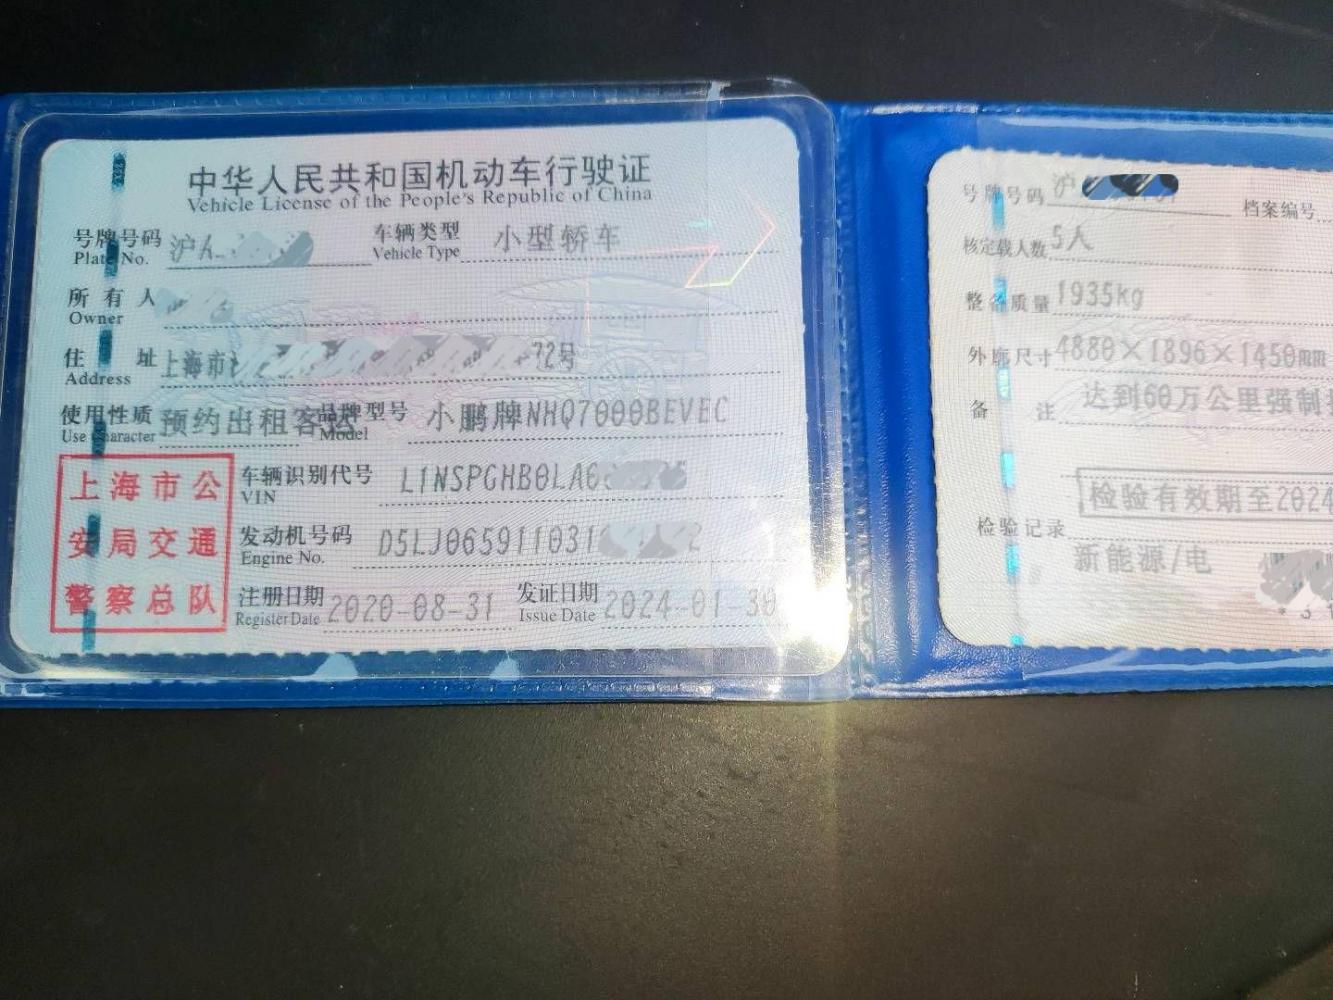 中华人民共和国机动车行驶证
Vehicle License of the People's Republic of China
号牌号码 沪A
Plate No.
车辆类型 小型轿车
Vehicle Type
所有人
Owner
住址 上海市 72号
Address
使用性质 预约出租客运
Use Character
品牌型号 小鹏牌NHQ7000BEVEC
Model
车辆识别代号 L1NSPGHB0LA6
VIN
发动机号码 D5LJ065911031
Engine No.
注册日期 2020-08-31
Register Date
发证日期 2024-01-30
Issue Date
上海市公
安局交通
警察总队
号牌号码 沪
档案编号
核定载人数 5人
整备质量 1935kg
外廓尺寸 4880×1896×1450mm
备注 达到60万公里强制
检验有效期至2024
检验记录
新能源/电